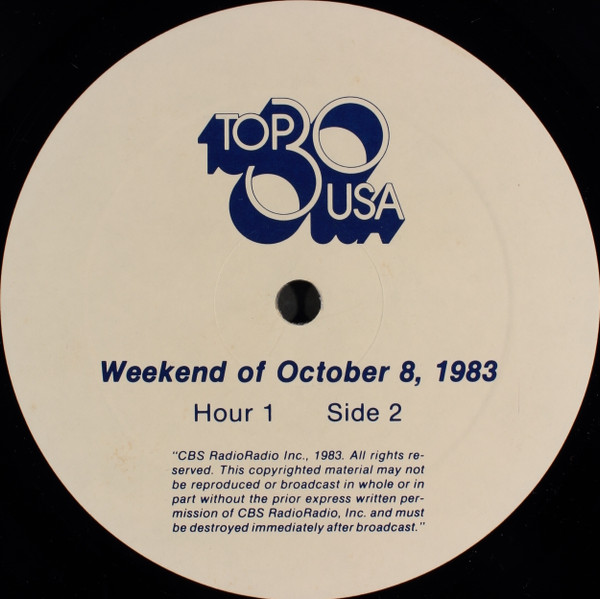 TOP
30
USA
Weekend of October 8, 1983
Hour 1 Side 2
"CBS RadioRadio Inc., 1983. All rights re-
served. This copyrighted material may not
be reproduced or broadcast in whole or in
part without the prior express written per-
mission of CBS RadioRadio, Inc. and must
be destroyed immediately after broadcast."